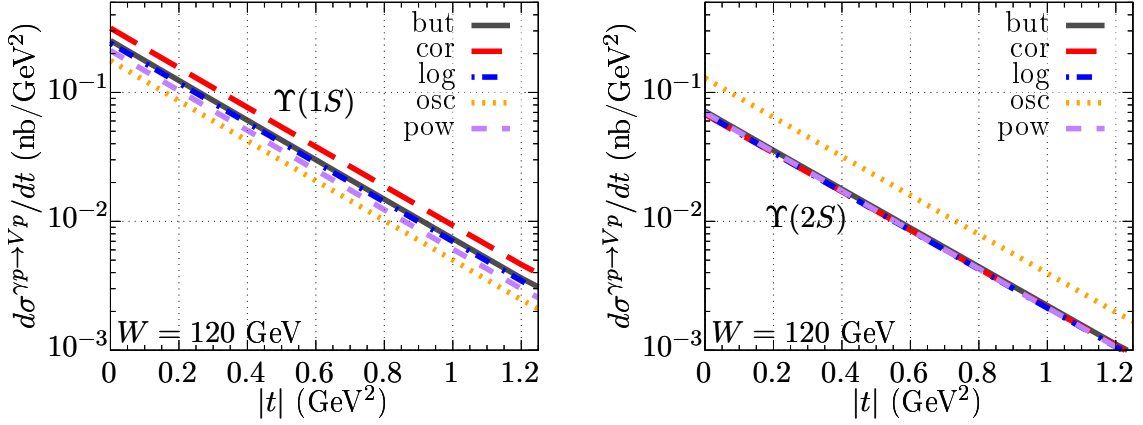 dσ^{γp→Vp}/dt (nb/GeV²)
10⁻¹
10⁻²
10⁻³
but
cor
log
osc
pow
Υ(1S)
W = 120 GeV
0 0.2 0.4 0.6 0.8 1 1.2
|t| (GeV²)
dσ^{γp→Vp}/dt (nb/GeV²)
10⁻¹
10⁻²
10⁻³
but
cor
log
osc
pow
Υ(2S)
W = 120 GeV
0 0.2 0.4 0.6 0.8 1 1.2
|t| (GeV²)